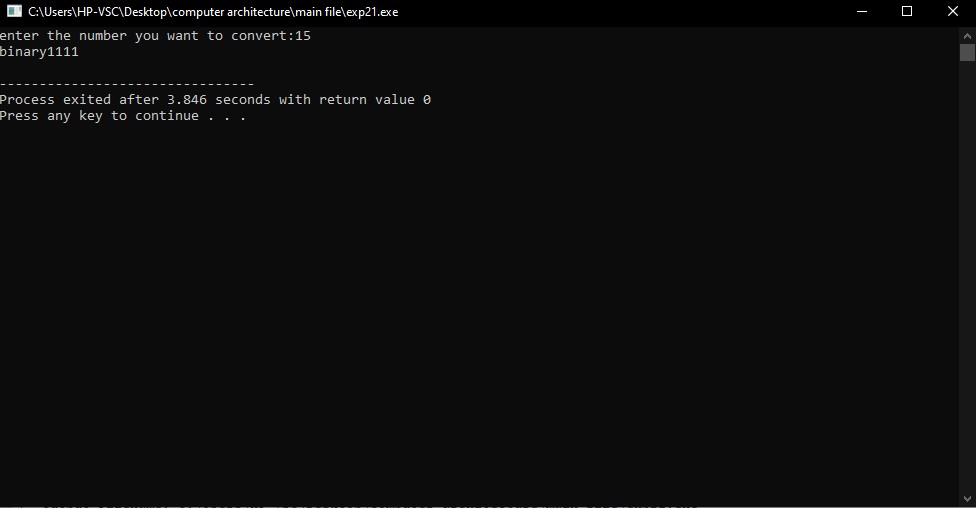 C:\Users\HP-VSC\Desktop\computer architecture\main file\exp21.exe
enter the number you want to convert:15
binary1111
--------------------------------
Process exited after 3.846 seconds with return value 0
Press any key to continue . . .